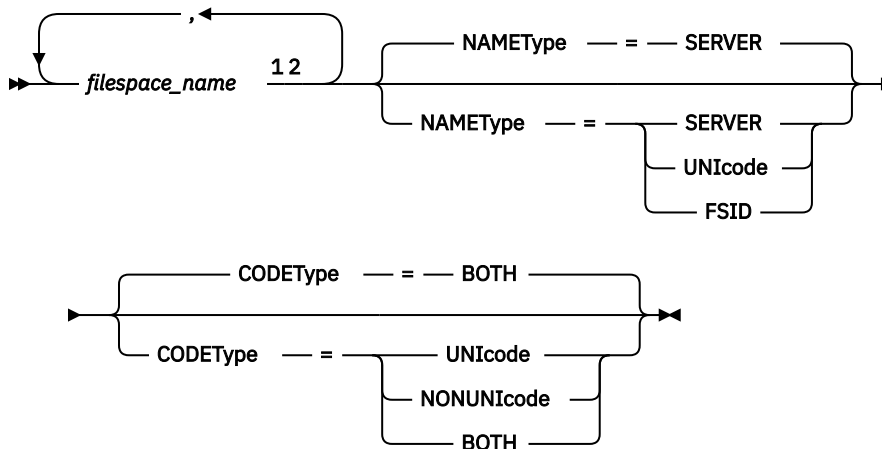 ,
NAMEType = SERVER
filespace_name 1 2
NAMEType = SERVER
UNIcode
FSID
CODEType = BOTH
CODEType = UNIcode
NONUNIcode
BOTH